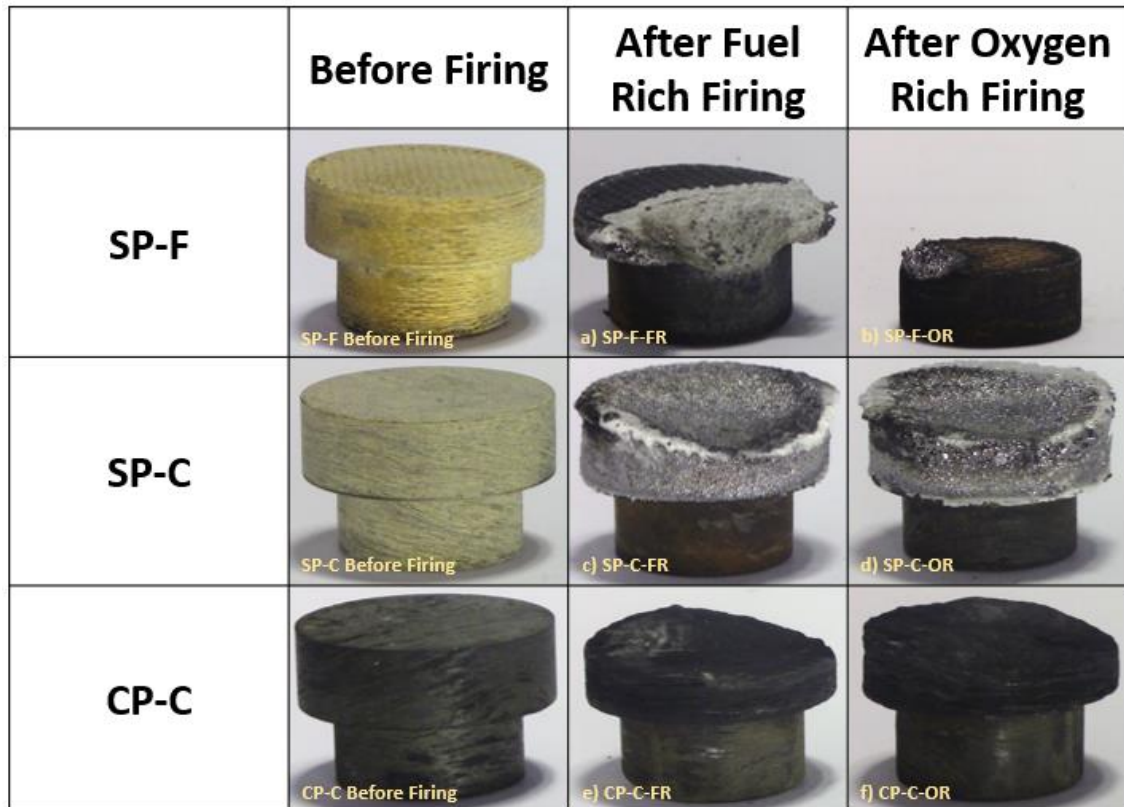 Before Firing
After Fuel
Rich Firing
After Oxygen
Rich Firing
SP-F
SP-F Before Firing
a) SP-F-FR
b) SP-F-OR
SP-C
SP-C Before Firing
c) SP-C-FR
d) SP-C-OR
CP-C
CP-C Before Firing
e) CP-C-FR
f) CP-C-OR